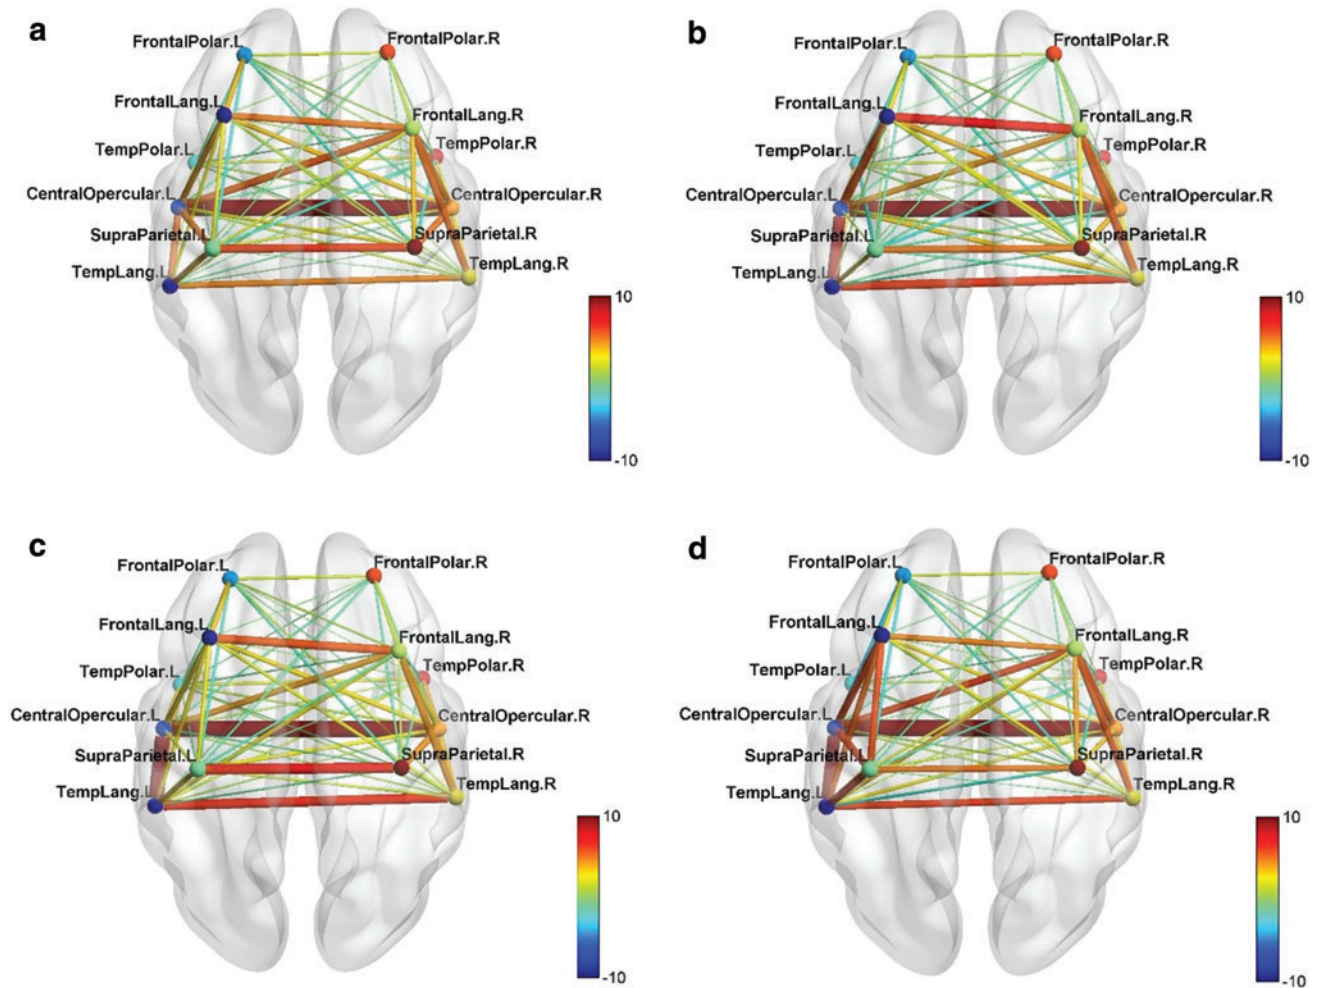 a
FrontalPolar.L
FrontalPolar.R
FrontalLang.L
FrontalLang.R
TempPolar.L
TempPolar.R
CentralOpercular.L
CentralOpercular.R
SupraParietal.L
SupraParietal.R
TempLang.L
TempLang.R
10
-10
b
FrontalPolar.L
FrontalPolar.R
FrontalLang.L
FrontalLang.R
TempPolar.L
TempPolar.R
CentralOpercular.L
CentralOpercular.R
SupraParietal.L
SupraParietal.R
TempLang.L
TempLang.R
10
-10
c
FrontalPolar.L
FrontalPolar.R
FrontalLang.L
FrontalLang.R
TempPolar.L
TempPolar.R
CentralOpercular.L
CentralOpercular.R
SupraParietal.L
SupraParietal.R
TempLang.L
TempLang.R
10
-10
d
FrontalPolar.L
FrontalPolar.R
FrontalLang.L
FrontalLang.R
TempPolar.L
TempPolar.R
CentralOpercular.L
CentralOpercular.R
SupraParietal.L
SupraParietal.R
TempLang.L
TempLang.R
10
-10